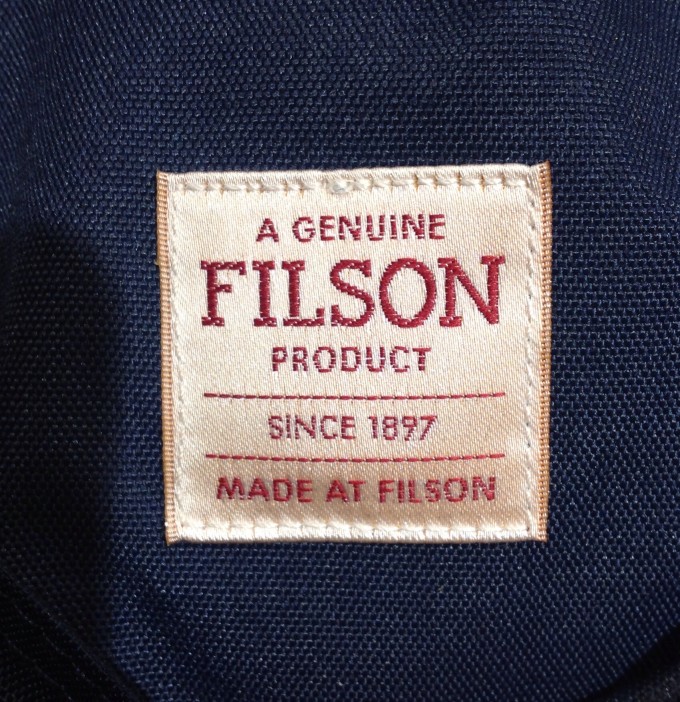 A GENUINE
FILSON
PRODUCT
SINCE 1897
MADE AT FILSON